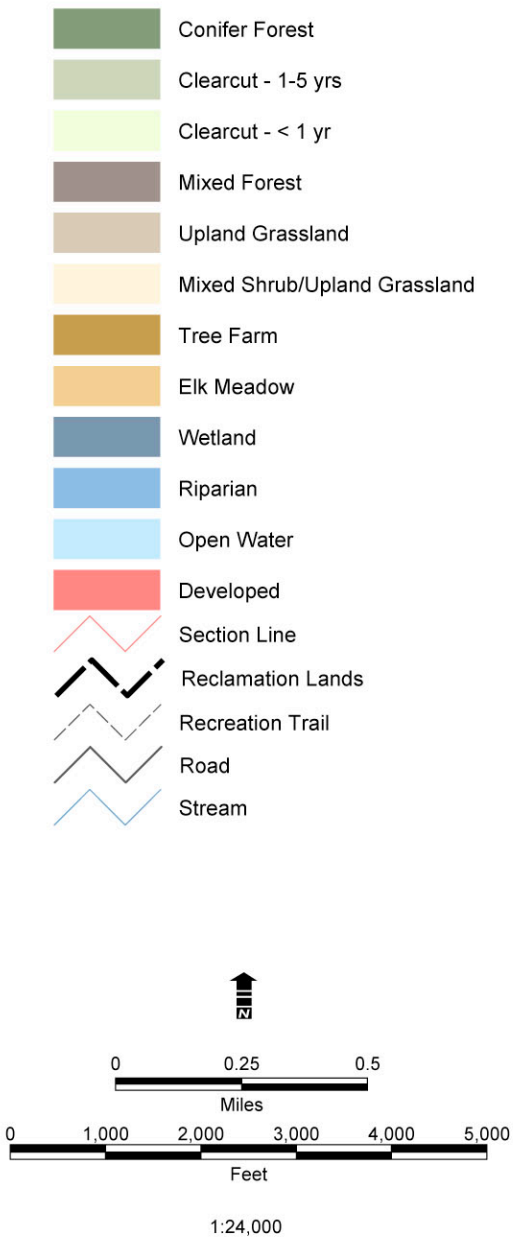 Conifer Forest
Clearcut - 1-5 yrs
Clearcut - < 1 yr
Mixed Forest
Upland Grassland
Mixed Shrub/Upland Grassland
Tree Farm
Elk Meadow
Wetland
Riparian
Open Water
Developed
Section Line
Reclamation Lands
Recreation Trail
Road
Stream
N
0 0.25 0.5
Miles
0 1,000 2,000 3,000 4,000 5,000
Feet
1:24,000